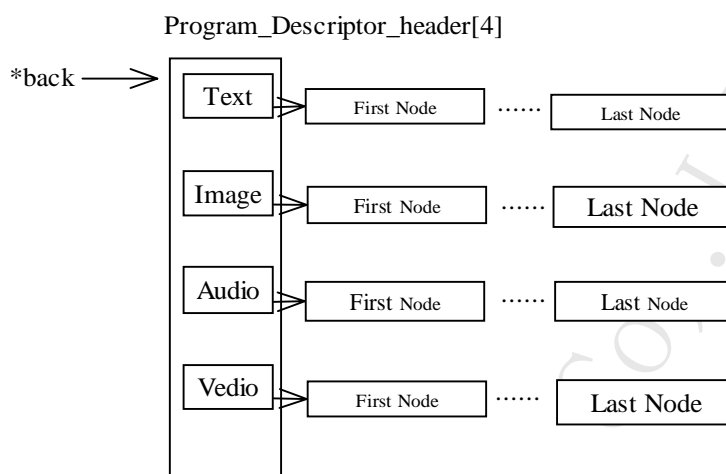 Program_Descriptor_header[4]
*back
Text First Node ...... Last Node
Image First Node ...... Last Node
Audio First Node ...... Last Node
Vedio First Node ...... Last Node